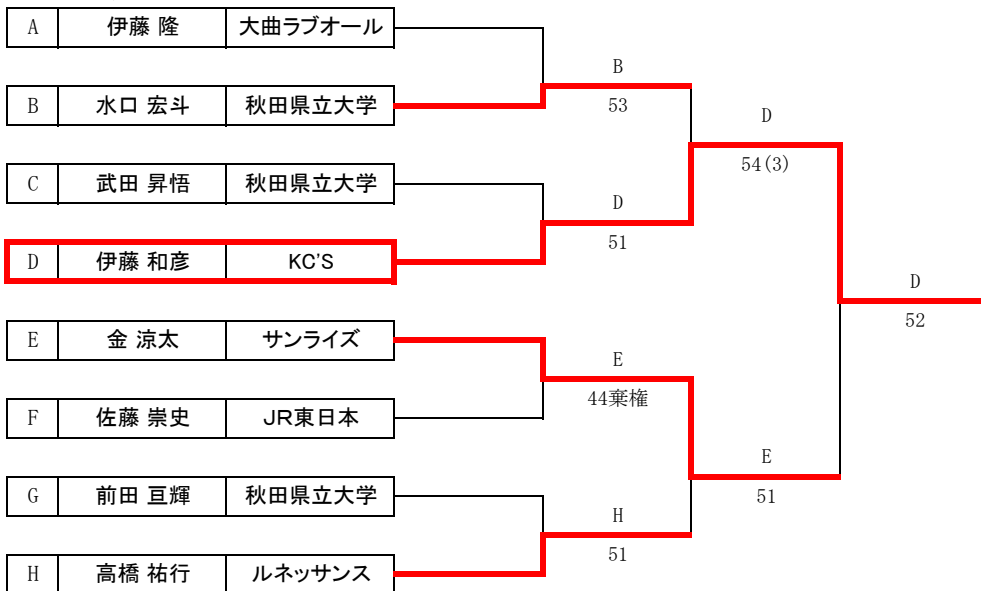 A 伊藤 隆 大曲ラブオール
B
B 水口 宏斗 秋田県立大学
53
D
54(3)
C 武田 昇悟 秋田県立大学
D
51
D 伊藤 和彦 KC'S
D
52
E 金 涼太 サンライズ
E
44棄権
F 佐藤 崇史 JR東日本
E
51
G 前田 亘輝 秋田県立大学
H
51
H 高橋 祐行 ルネッサンス